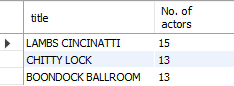 title No. of actors
LAMBS CINCINATTI 15
CHITTY LOCK 13
BOONDOCK BALLROOM 13